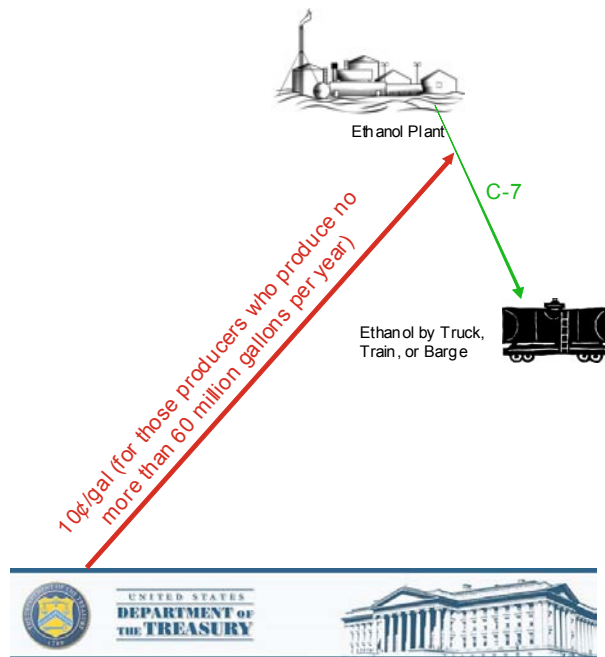 Ethanol Plant
C-7
Ethanol by Truck,
Train, or Barge
10¢/gal (for those producers who produce no
more than 60 million gallons per year)
UNITED STATES
DEPARTMENT OF
THE TREASURY
1789